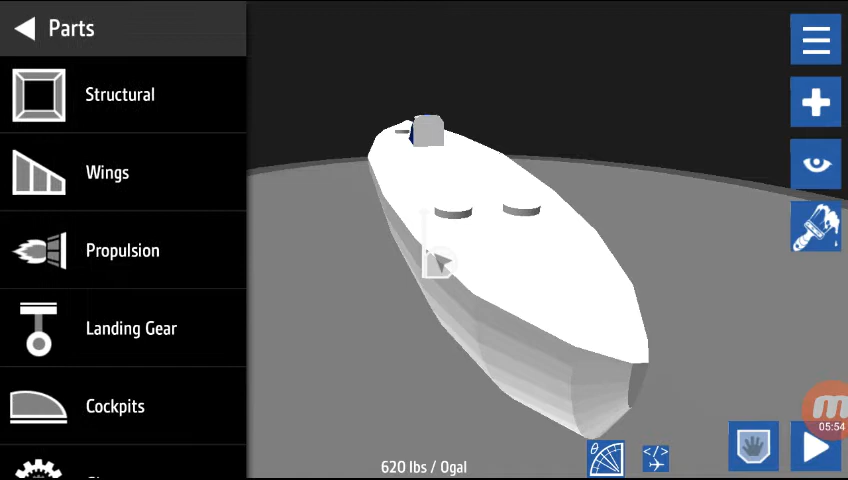 Parts
Structural
Wings
Propulsion
Landing Gear
Cockpits
620 lbs / 0gal
05:54